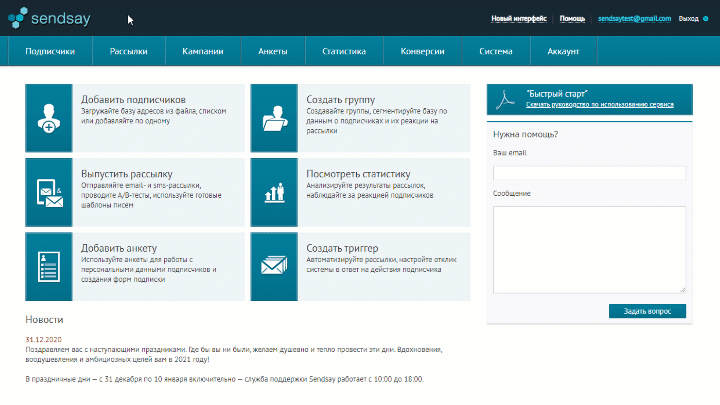 sendsay
Новый интерфейс
Помощь
sendsaytest@gmail.com
Выход
Подписчики
Рассылки
Кампании
Анкеты
Статистика
Конверсии
Система
Аккаунт
Добавить подписчиков
Загружайте базу адресов из файла, списком
или добавляйте по одному
Создать группу
Создавайте группы, сегментируйте базу по
данным о подписчиках и их реакции на
рассылки
Выпустить рассылку
Отправляйте email- и sms-рассылки,
проводите A/B-тесты, используйте готовые
шаблоны писем
Посмотреть статистику
Анализируйте результаты рассылок,
наблюдайте за реакцией подписчиков
Добавить анкету
Используйте анкеты для работы с
персональными данными подписчиков и
создания форм подписки
Создать триггер
Автоматизируйте рассылки, настройте отклик
системы в ответ на действия подписчика
"Быстрый старт"
Скачать руководство по использованию сервиса
Нужна помощь?
Ваш email
Сообщение
Задать вопрос
Новости
31.12.2020
Поздравляем вас с наступающими праздниками. Где бы вы ни были, желаем душевно и тепло провести эти дни. Вдохновения,
воодушевления и амбициозных целей вам в 2021 году!
В праздничные дни — с 31 декабря по 10 января включительно — служба поддержки Sendsay работает с 10:00 до 18:00.